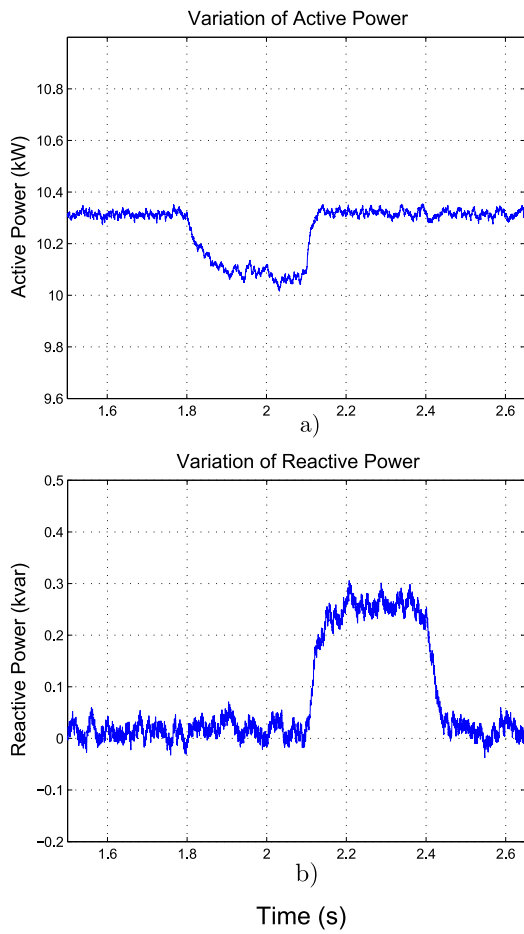 Variation of Active Power
Active Power (kW)
10.8
10.6
10.4
10.2
10
9.8
9.6
1.6 1.8 2 2.2 2.4 2.6
a)
Variation of Reactive Power
Reactive Power (kvar)
0.5
0.4
0.3
0.2
0.1
0
−0.1
−0.2
1.6 1.8 2 2.2 2.4 2.6
b)
Time (s)